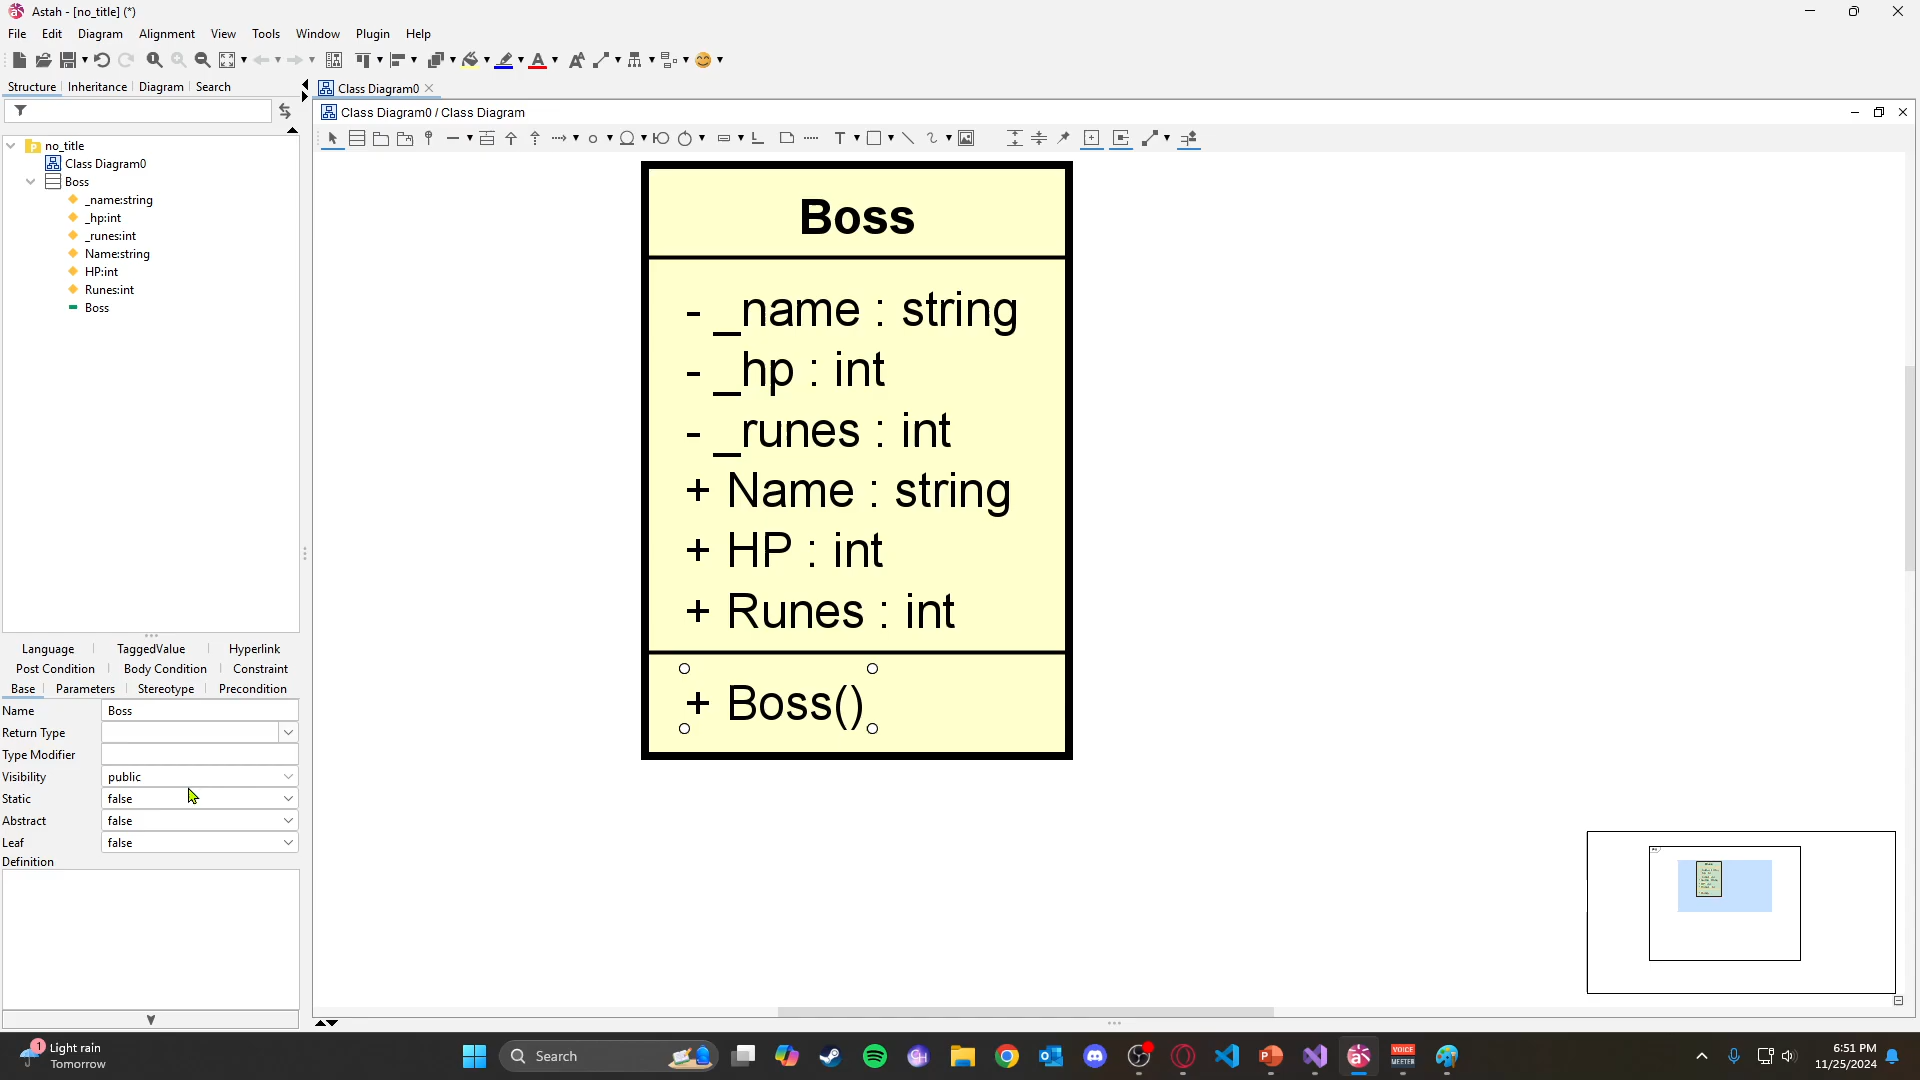 Astah - [no_title] (*)
File Edit Diagram Alignment View Tools Window Plugin Help
Structure Inheritance Diagram Search
Class Diagram0
Class Diagram0 / Class Diagram
no_title
Class Diagram0
Boss
_name:string
_hp:int
_runes:int
Name:string
HP:int
Runes:int
Boss
Boss
- _name : string
- _hp : int
- _runes : int
+ Name : string
+ HP : int
+ Runes : int
+ Boss()
Language TaggedValue Hyperlink
Post Condition Body Condition Constraint
Base Parameters Stereotype Precondition
Name Boss
Return Type
Type Modifier
Visibility public
Static false
Abstract false
Leaf false
Definition
1
Light rain
Tomorrow
Search
VOICE
MEETER
6:51 PM
11/25/2024